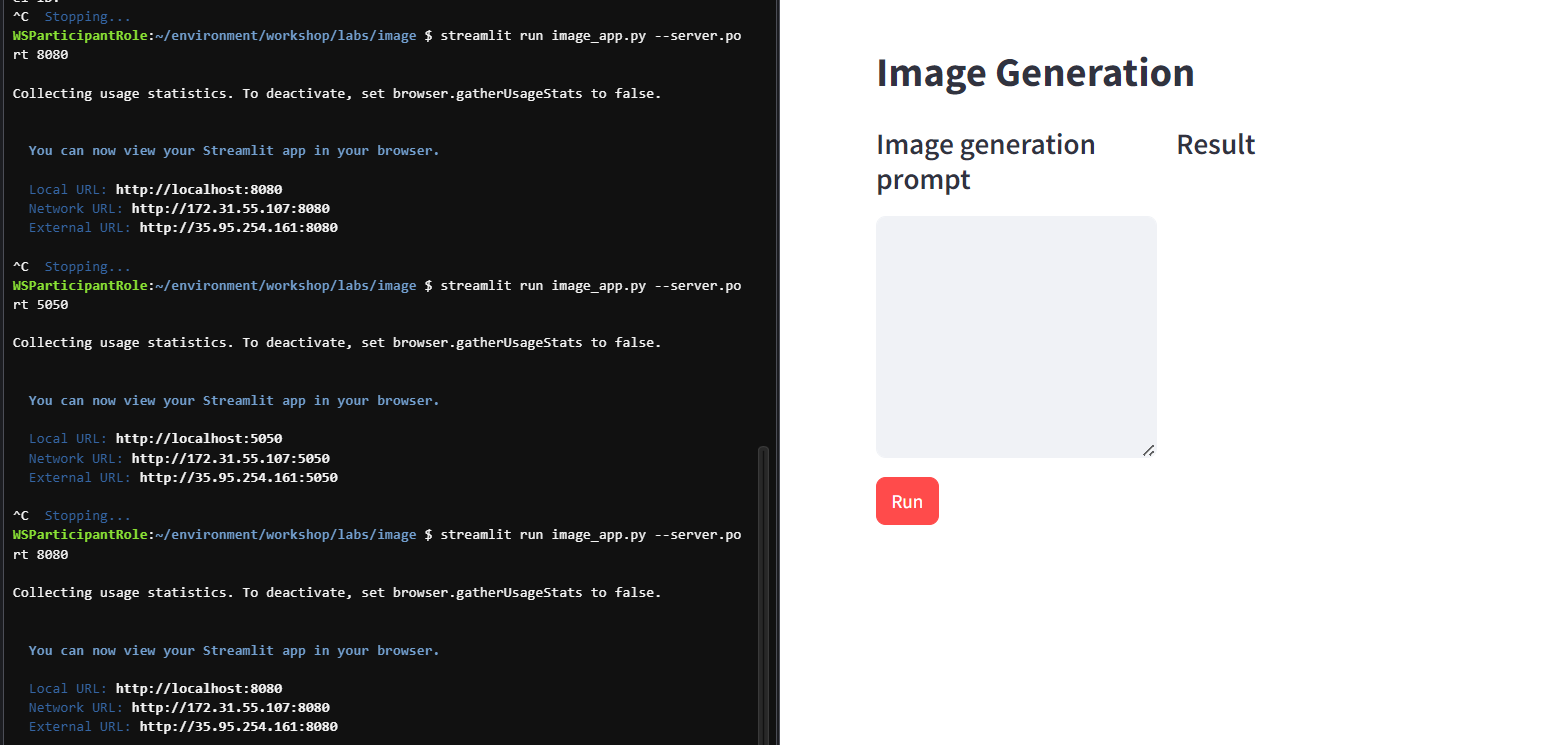 ^C  Stopping...
WSParticipantRole:~/environment/workshop/labs/image $ streamlit run image_app.py --server.po
rt 8080
Collecting usage statistics. To deactivate, set browser.gatherUsageStats to false.
You can now view your Streamlit app in your browser.
Local URL: http://localhost:8080
Network URL: http://172.31.55.107:8080
External URL: http://35.95.254.161:8080
^C  Stopping...
WSParticipantRole:~/environment/workshop/labs/image $ streamlit run image_app.py --server.po
rt 5050
Collecting usage statistics. To deactivate, set browser.gatherUsageStats to false.
You can now view your Streamlit app in your browser.
Local URL: http://localhost:5050
Network URL: http://172.31.55.107:5050
External URL: http://35.95.254.161:5050
^C  Stopping...
WSParticipantRole:~/environment/workshop/labs/image $ streamlit run image_app.py --server.po
rt 8080
Collecting usage statistics. To deactivate, set browser.gatherUsageStats to false.
You can now view your Streamlit app in your browser.
Local URL: http://localhost:8080
Network URL: http://172.31.55.107:8080
External URL: http://35.95.254.161:8080
Image Generation
Image generation
prompt
Result
Run